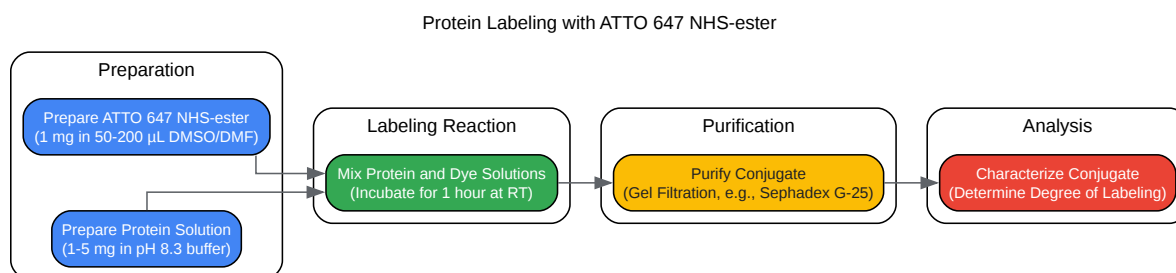 Protein Labeling with ATTO 647 NHS-ester
Preparation
Prepare ATTO 647 NHS-ester
(1 mg in 50-200 µL DMSO/DMF)
Prepare Protein Solution
(1-5 mg in pH 8.3 buffer)
Labeling Reaction
Mix Protein and Dye Solutions
(Incubate for 1 hour at RT)
Purification
Purify Conjugate
(Gel Filtration, e.g., Sephadex G-25)
Analysis
Characterize Conjugate
(Determine Degree of Labeling)